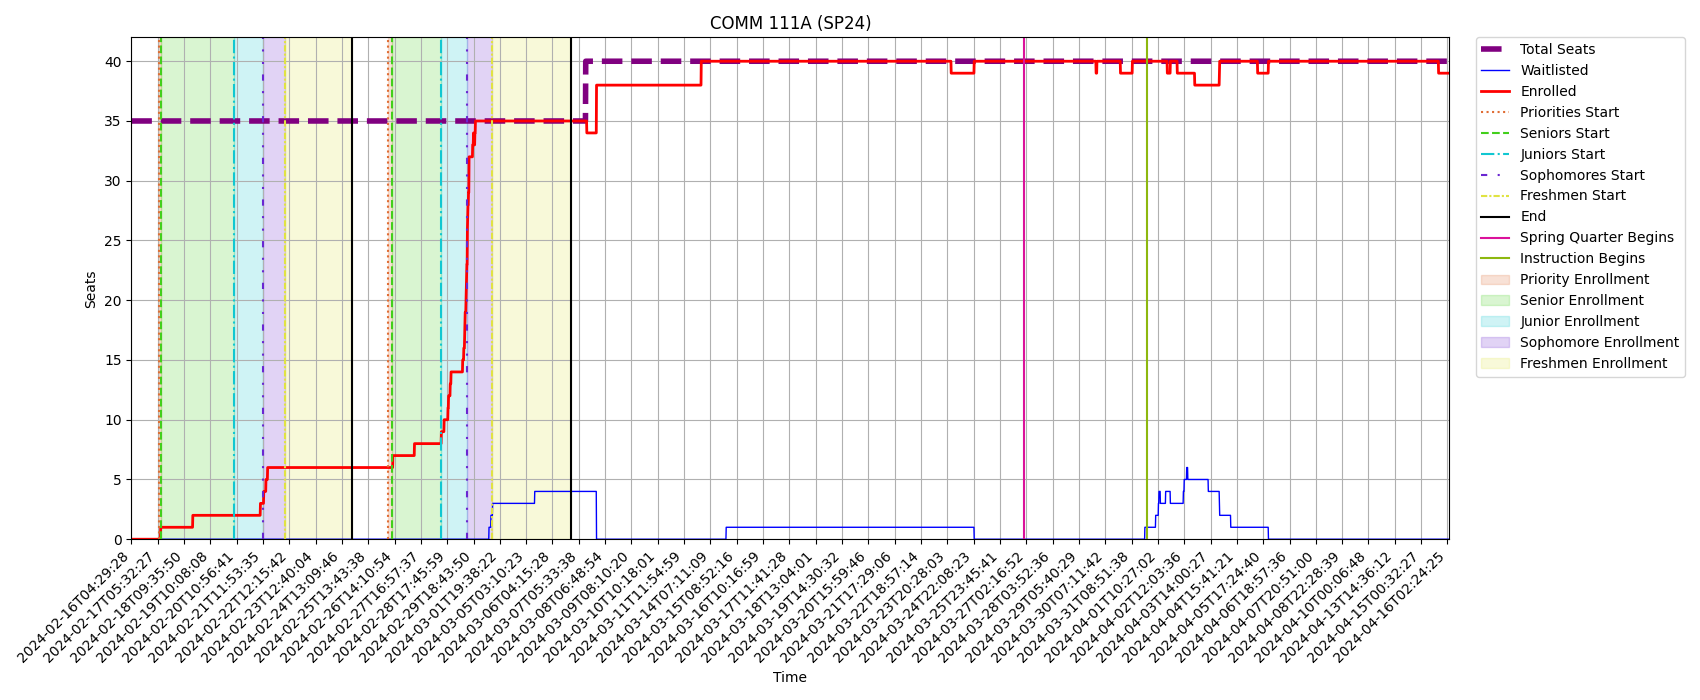 COMM 111A (SP24)
Seats
40
35
30
25
20
15
10
5
0
2024-02-16T04:29:28
2024-02-17T05:32:27
2024-02-18T09:35:50
2024-02-19T10:08:08
2024-02-20T10:56:41
2024-02-21T11:53:35
2024-02-22T12:15:42
2024-02-23T12:40:04
2024-02-24T13:09:46
2024-02-25T13:43:38
2024-02-26T14:10:54
2024-02-27T16:57:37
2024-02-28T17:45:59
2024-02-29T18:43:50
2024-03-01T19:38:22
2024-03-05T03:10:23
2024-03-06T04:15:28
2024-03-07T05:33:38
2024-03-08T06:48:54
2024-03-09T08:10:20
2024-03-10T10:18:01
2024-03-11T11:54:59
2024-03-14T07:11:09
2024-03-15T08:52:16
2024-03-16T10:16:59
2024-03-17T11:41:28
2024-03-18T13:04:01
2024-03-19T14:30:32
2024-03-20T15:59:46
2024-03-21T17:29:06
2024-03-22T18:57:14
2024-03-23T20:28:03
2024-03-24T22:08:15
2024-03-25T23:45:41
2024-03-27T02:16:52
2024-03-28T03:52:36
2024-03-29T05:40:29
2024-03-30T07:11:42
2024-03-31T08:51:38
2024-04-01T10:27:02
2024-04-02T12:03:36
2024-04-03T14:00:27
2024-04-04T15:41:21
2024-04-05T17:24:40
2024-04-06T18:57:36
2024-04-07T20:51:00
2024-04-08T22:28:39
2024-04-10T00:06:48
2024-04-13T14:36:12
2024-04-15T00:32:27
2024-04-16T02:24:25
Time
Total Seats
Waitlisted
Enrolled
Priorities Start
Seniors Start
Juniors Start
Sophomores Start
Freshmen Start
End
Spring Quarter Begins
Instruction Begins
Priority Enrollment
Senior Enrollment
Junior Enrollment
Sophomore Enrollment
Freshmen Enrollment